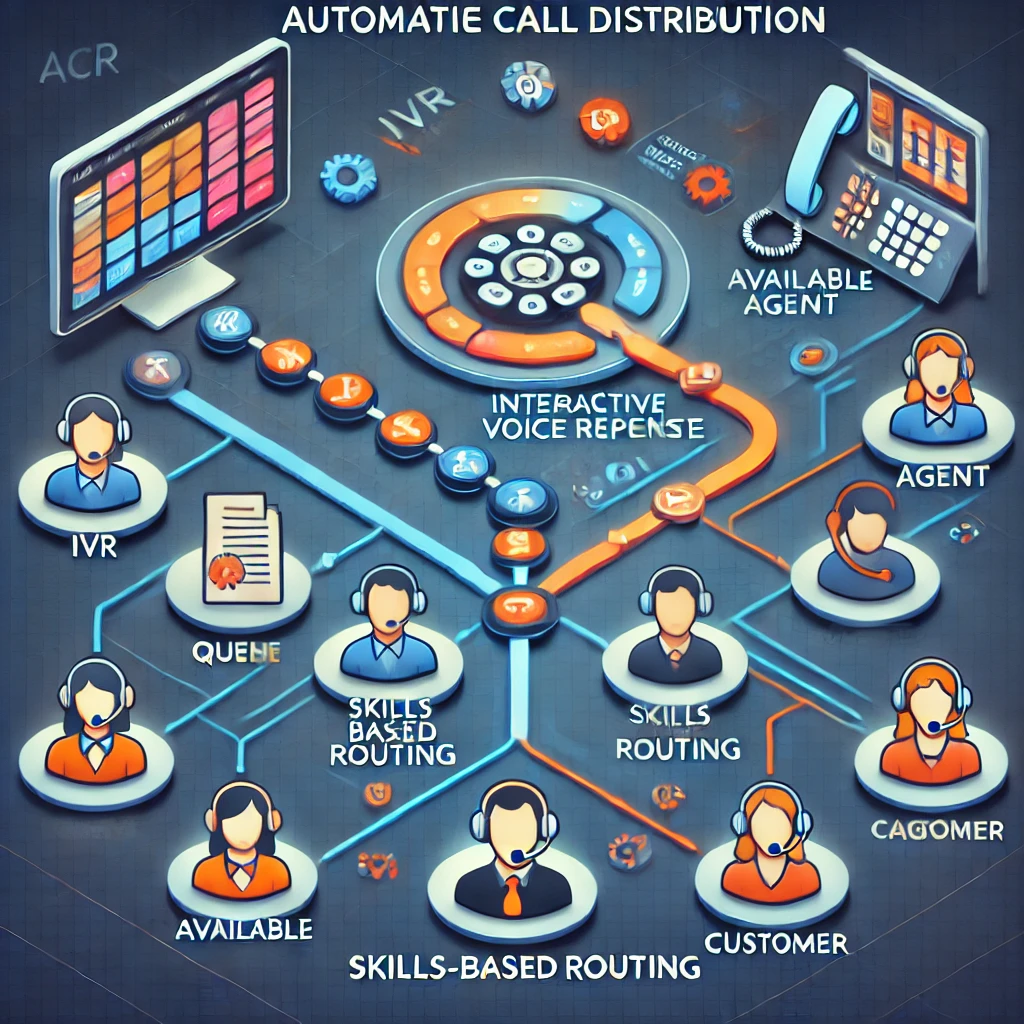 AUTOMATIE CALL DISTRIBUTION
ACR
IVR
AVAILABLE
AGENT
INTERACTIVE
VOICE REPENSE
AGENT
IVR
QUEHE
SKILLS
BASED
ROUTING
SKILLS
ROUTING
CAGOMER
AVAILABLE
CUSTOMER
SKILLS-BASED ROUTING